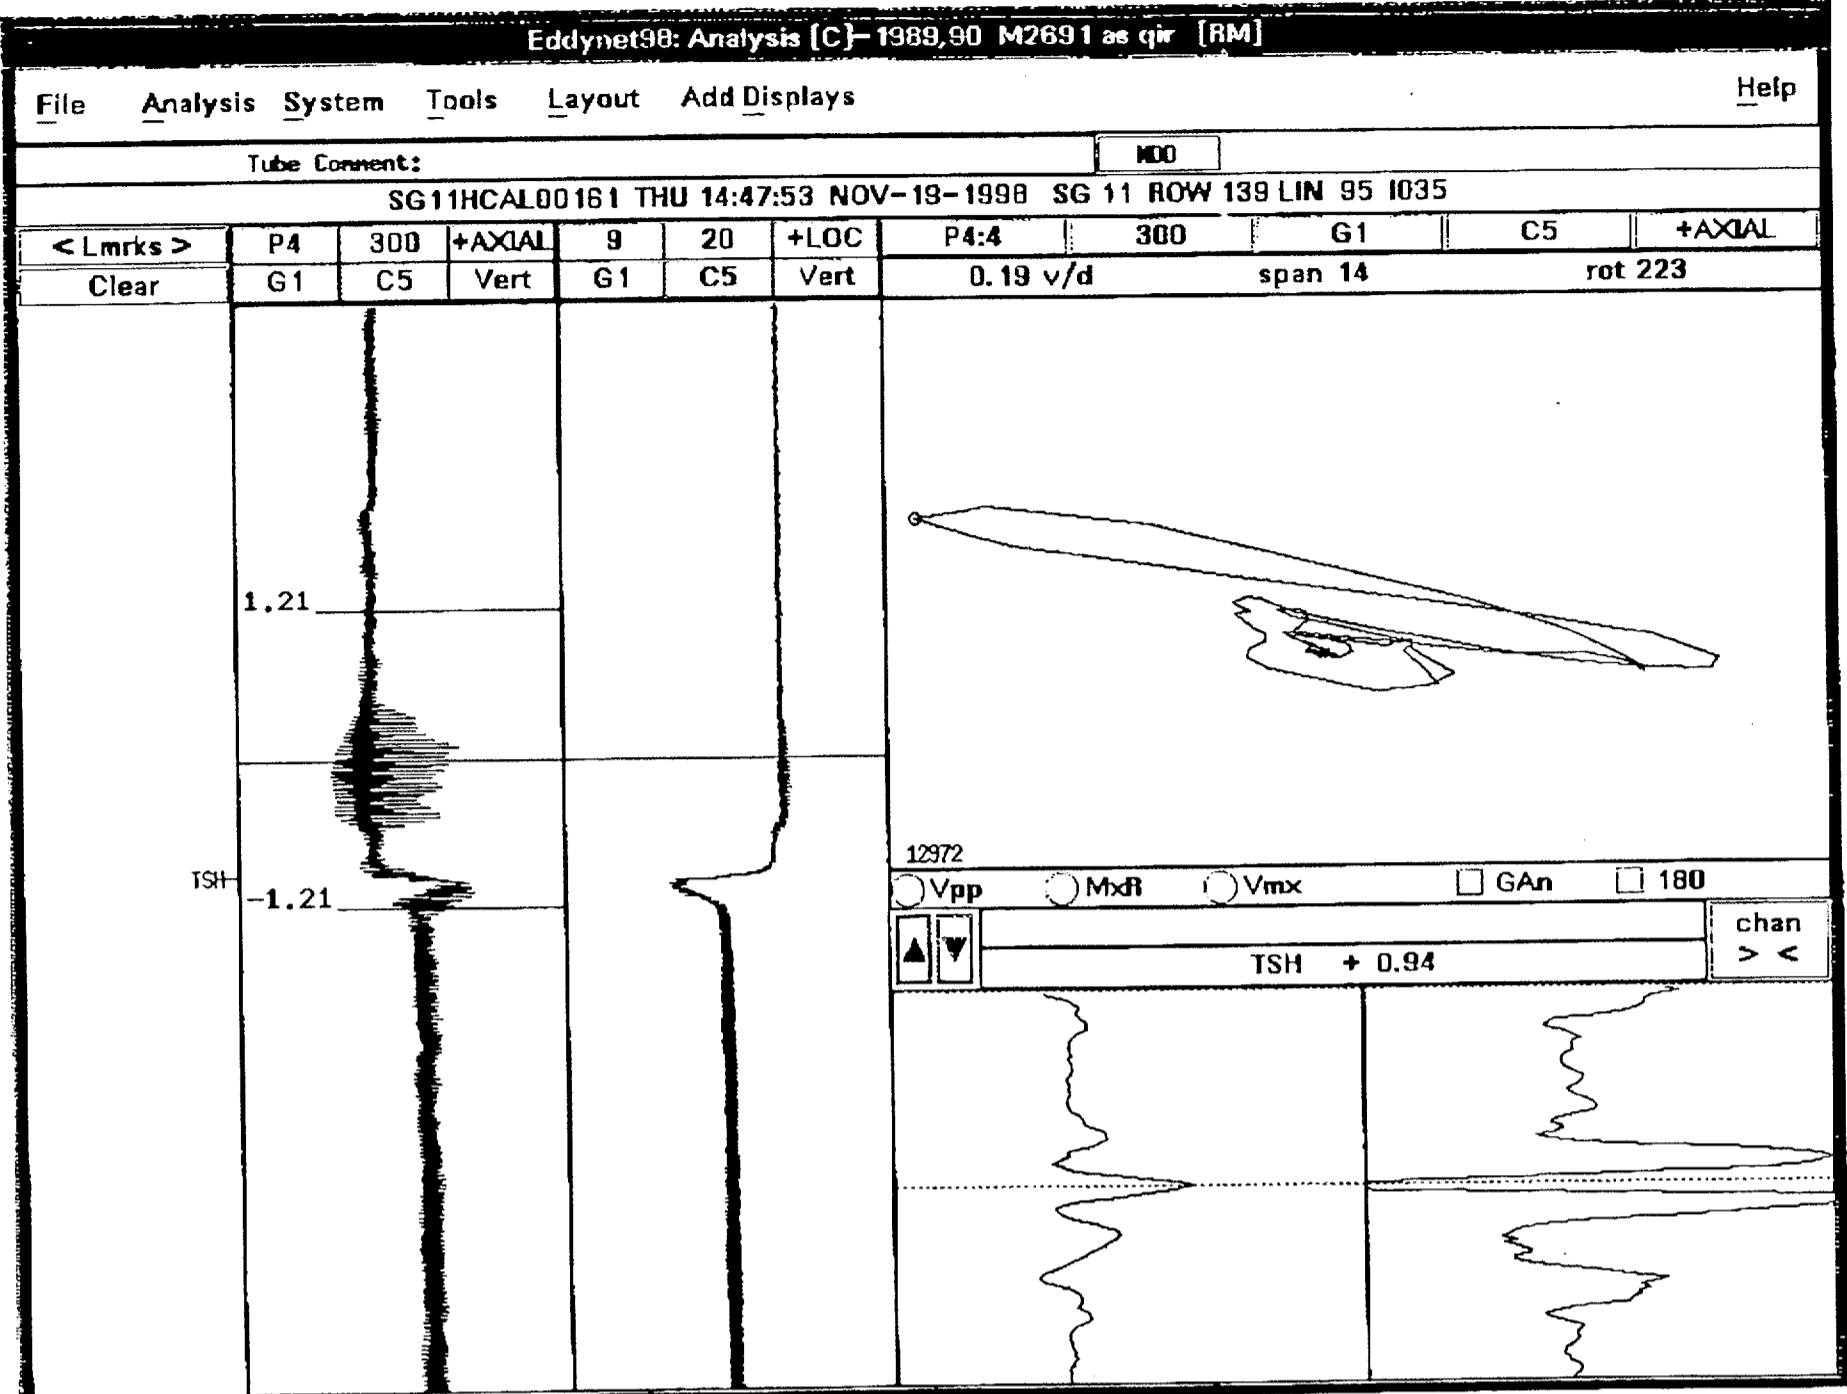 Eddynet98: Analysis [C]-1989,90 M2691 as qir [RM]
File Analysis System Tools Layout Add Displays Help
Tube Comment: MDO
SG11HCAL00161 THU 14:47:53 NOV-19-1998 SG 11 ROW 139 LIN 95 I035
< Lmrks > P4 300 +AXIAL 9 20 +LOC P4:4 300 G1 C5 +AXIAL
Clear G1 C5 Vert G1 C5 Vert 0.19 v/d span 14 rot 223
1.21
12972
TSH
-1.21
Vpp MxR Vmx GAn 180
chan
TSH + 0.94 > <